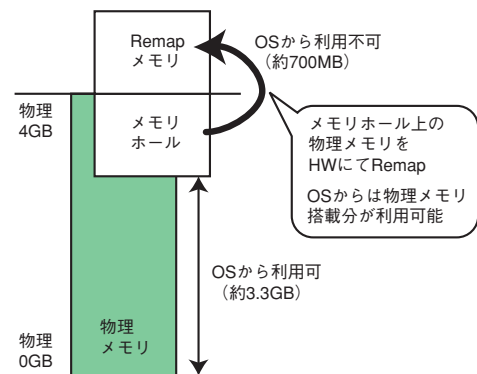 Remap
メモリ
OSから利用不可
（約700MB）
物理
4GB
メモリ
ホール
メモリホール上の
物理メモリを
HWにてRemap
OSからは物理メモリ
搭載分が利用可能
OSから利用可
（約3.3GB）
物理
0GB
物理
メモリ